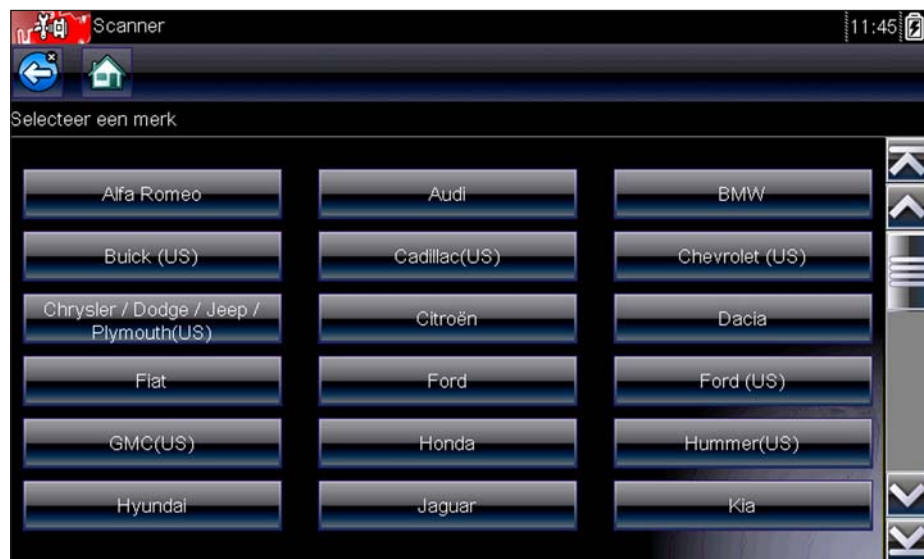 Scanner 11:45
Selecteer een merk
Alfa Romeo Audi BMW
Buick (US) Cadillac(US) Chevrolet (US)
Chrysler / Dodge / Jeep /
Plymouth(US) Citroën Dacia
Fiat Ford Ford (US)
GMC(US) Honda Hummer(US)
Hyundai Jaguar Kia